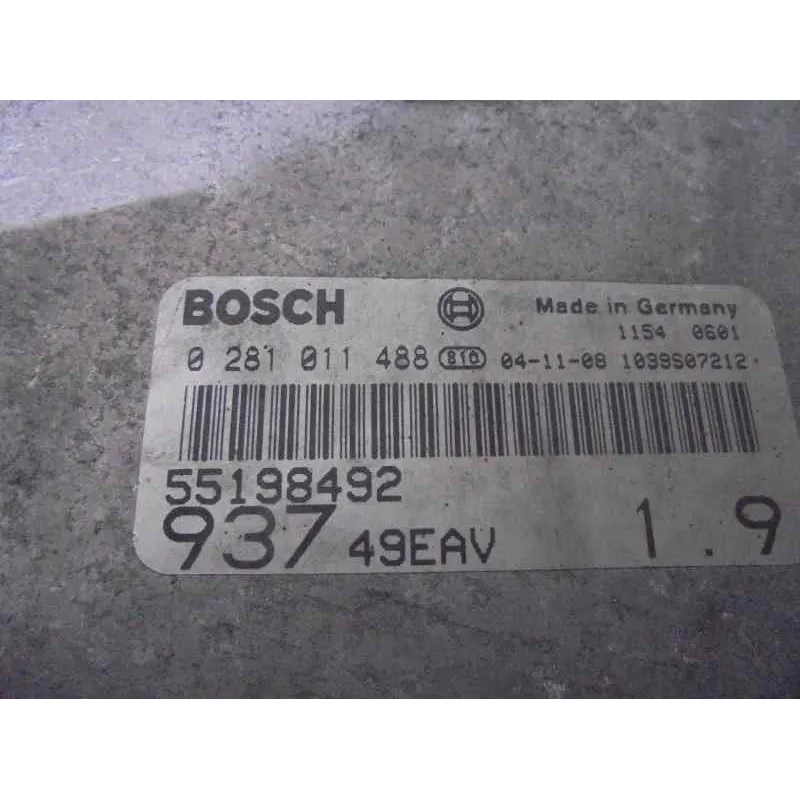 BOSCH Made in Germany
1154 0601
0 281 011 488 816 04-11-08 1039S07212
55198492
937 49EAV 1.9